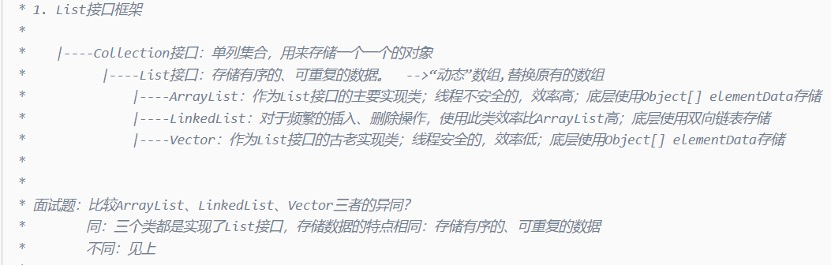 * 1. List接口框架
*
* |----Collection接口：单列集合，用来存储一个一个的对象
* |----List接口：存储有序的、可重复的数据。 -->“动态”数组,替换原有的数组
* |----ArrayList：作为List接口的主要实现类；线程不安全的，效率高；底层使用Object[] elementData存储
* |----LinkedList：对于频繁的插入、删除操作，使用此类效率比ArrayList高；底层使用双向链表存储
* |----Vector：作为List接口的古老实现类；线程安全的，效率低；底层使用Object[] elementData存储
*
*
* 面试题：比较ArrayList、LinkedList、Vector三者的异同？
* 同：三个类都是实现了List接口，存储数据的特点相同：存储有序的、可重复的数据
* 不同：见上
*